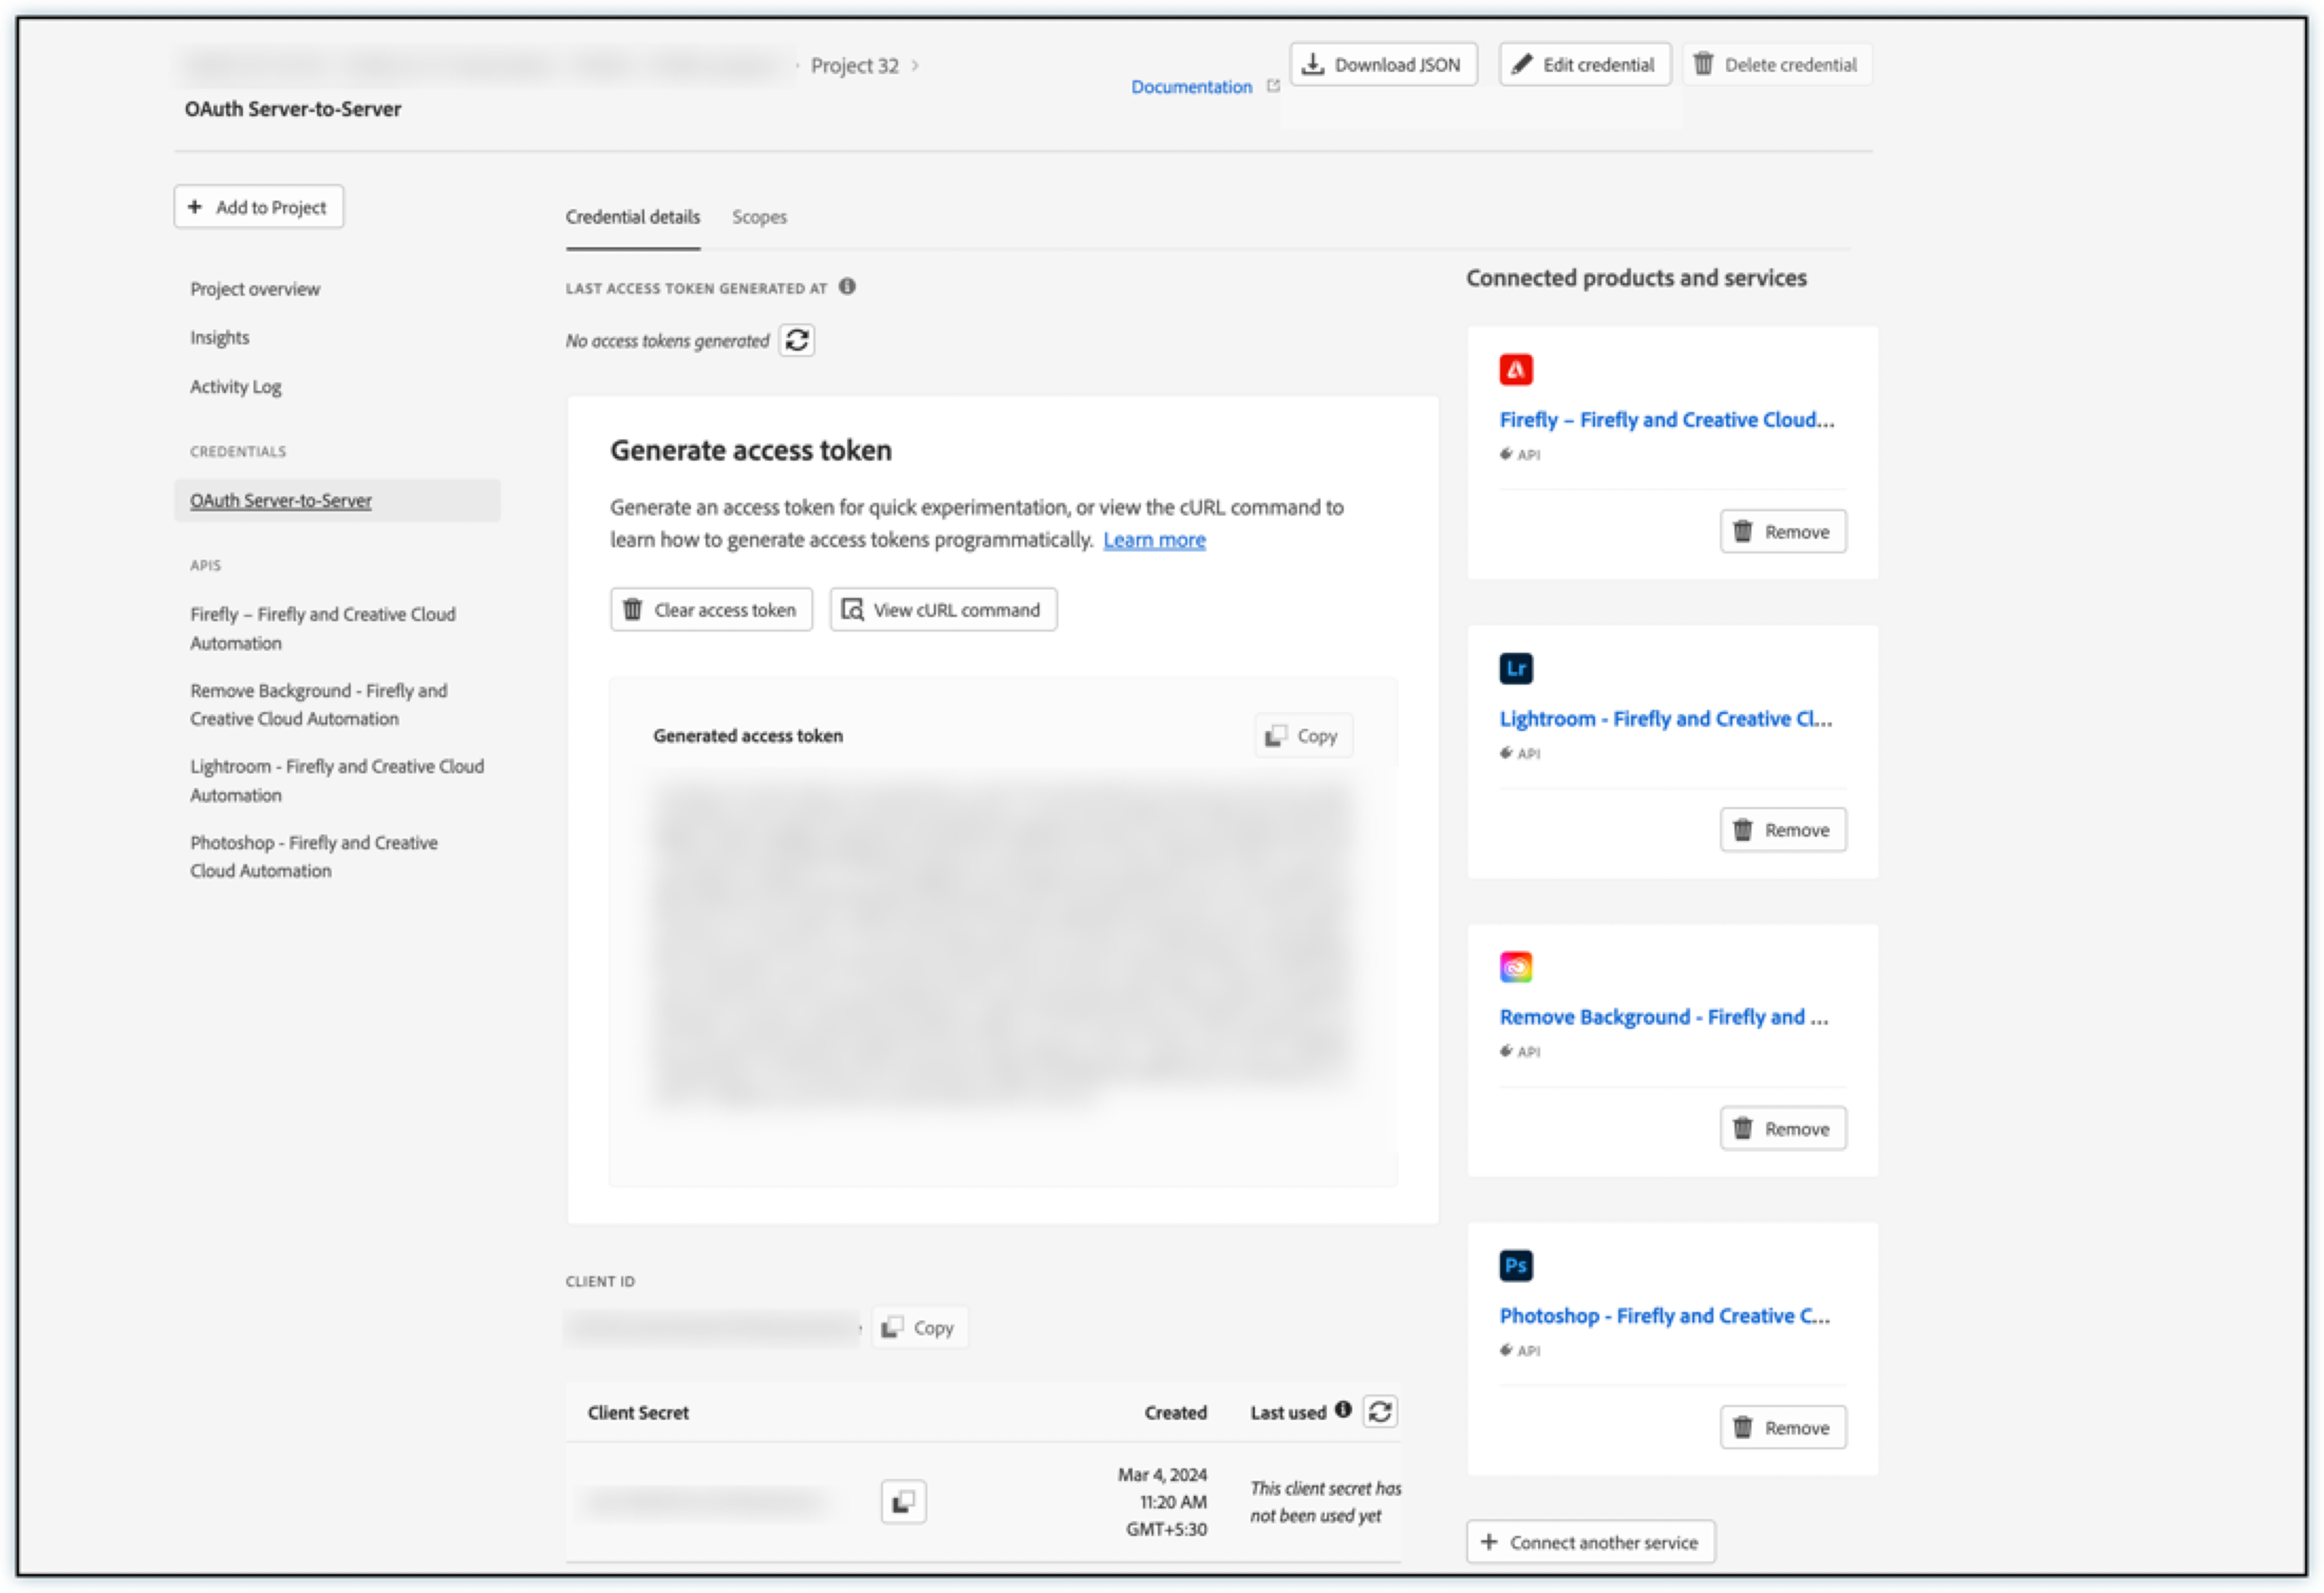 Project 32
OAuth Server-to-Server
Documentation
Download JSON
Edit credential
Delete credential
Add to Project
Project overview
Insights
Activity Log
CREDENTIALS
OAuth Server-to-Server
APIS
Firefly – Firefly and Creative Cloud
Automation
Remove Background - Firefly and
Creative Cloud Automation
Lightroom - Firefly and Creative Cloud
Automation
Photoshop - Firefly and Creative
Cloud Automation
Credential details
Scopes
LAST ACCESS TOKEN GENERATED AT
No access tokens generated
Generate access token
Generate an access token for quick experimentation, or view the cURL command to
learn how to generate access tokens programmatically. Learn more
Clear access token
View cURL command
Generated access token
Copy
CLIENT ID
Copy
Client Secret
Created
Last used
Mar 4, 2024
11:20 AM
GMT+5:30
This client secret has
not been used yet
Connected products and services
Firefly – Firefly and Creative Cloud...
API
Remove
Lr
Lightroom - Firefly and Creative Cl...
API
Remove
Remove Background - Firefly and ...
API
Remove
Ps
Photoshop - Firefly and Creative C...
API
Remove
Connect another service